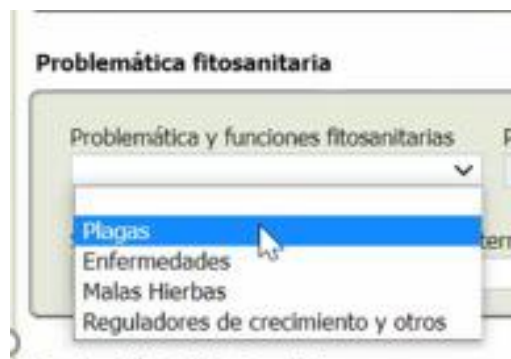 Problemática fitosanitaria
Problemática y funciones fitosanitarias
Plagas
Enfermedades
Malas Hierbas
Reguladores de crecimiento y otros